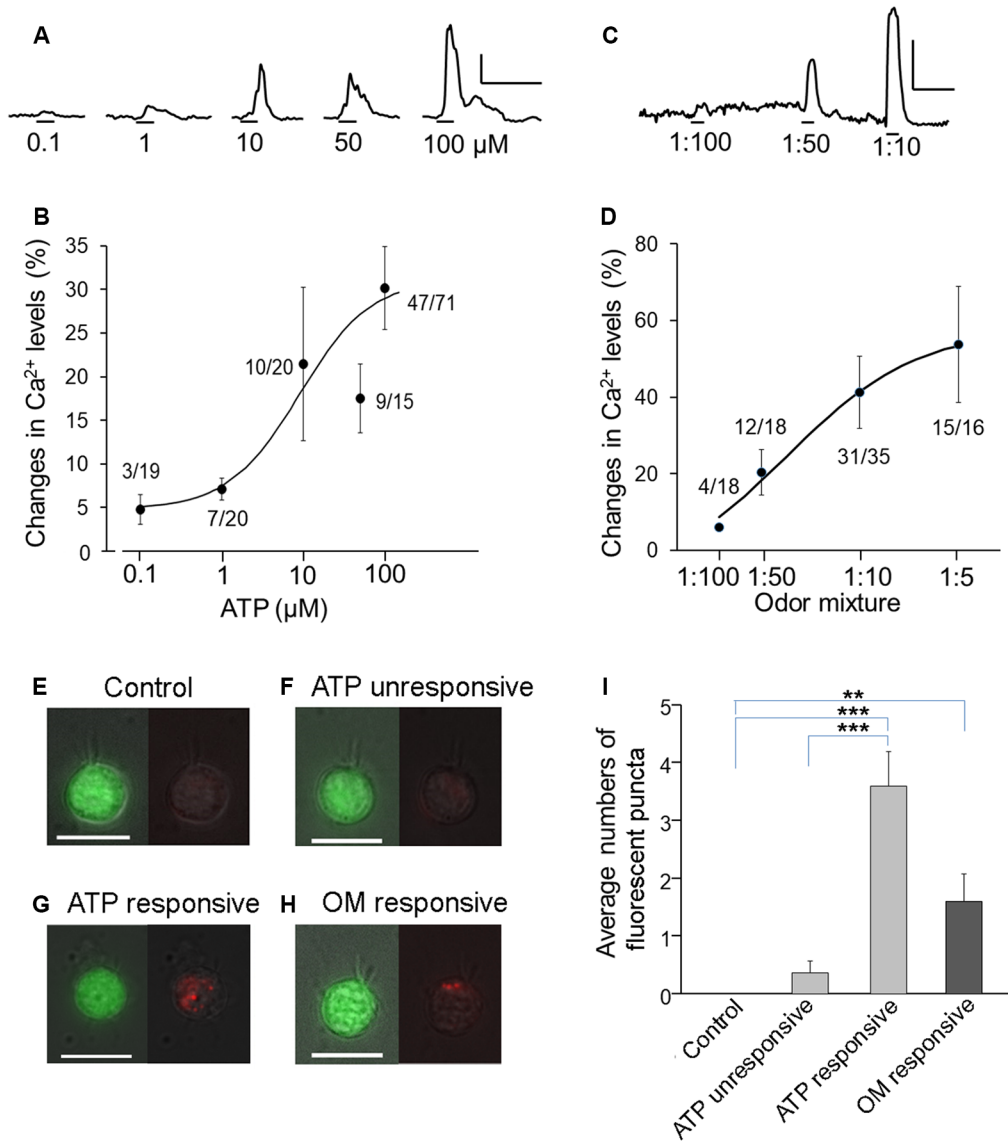 A
0.1 1 10 50 100 µM
C
1:100 1:50 1:10
B
Changes in Ca2+ levels (%)
35
30
25
20
15
10
5
0
3/19
7/20
10/20
9/15
47/71
0.1 1 10 100
ATP (µM)
D
Changes in Ca2+ levels (%)
80
60
40
20
0
4/18
12/18
31/35
15/16
1:100 1:50 1:10 1:5
Odor mixture
E Control
F ATP unresponsive
G ATP responsive
H OM responsive
I
Average numbers of
fluorescent puncta
5
4
3
2
1
0
**
***
***
Control
ATP unresponsive
ATP responsive
OM responsive